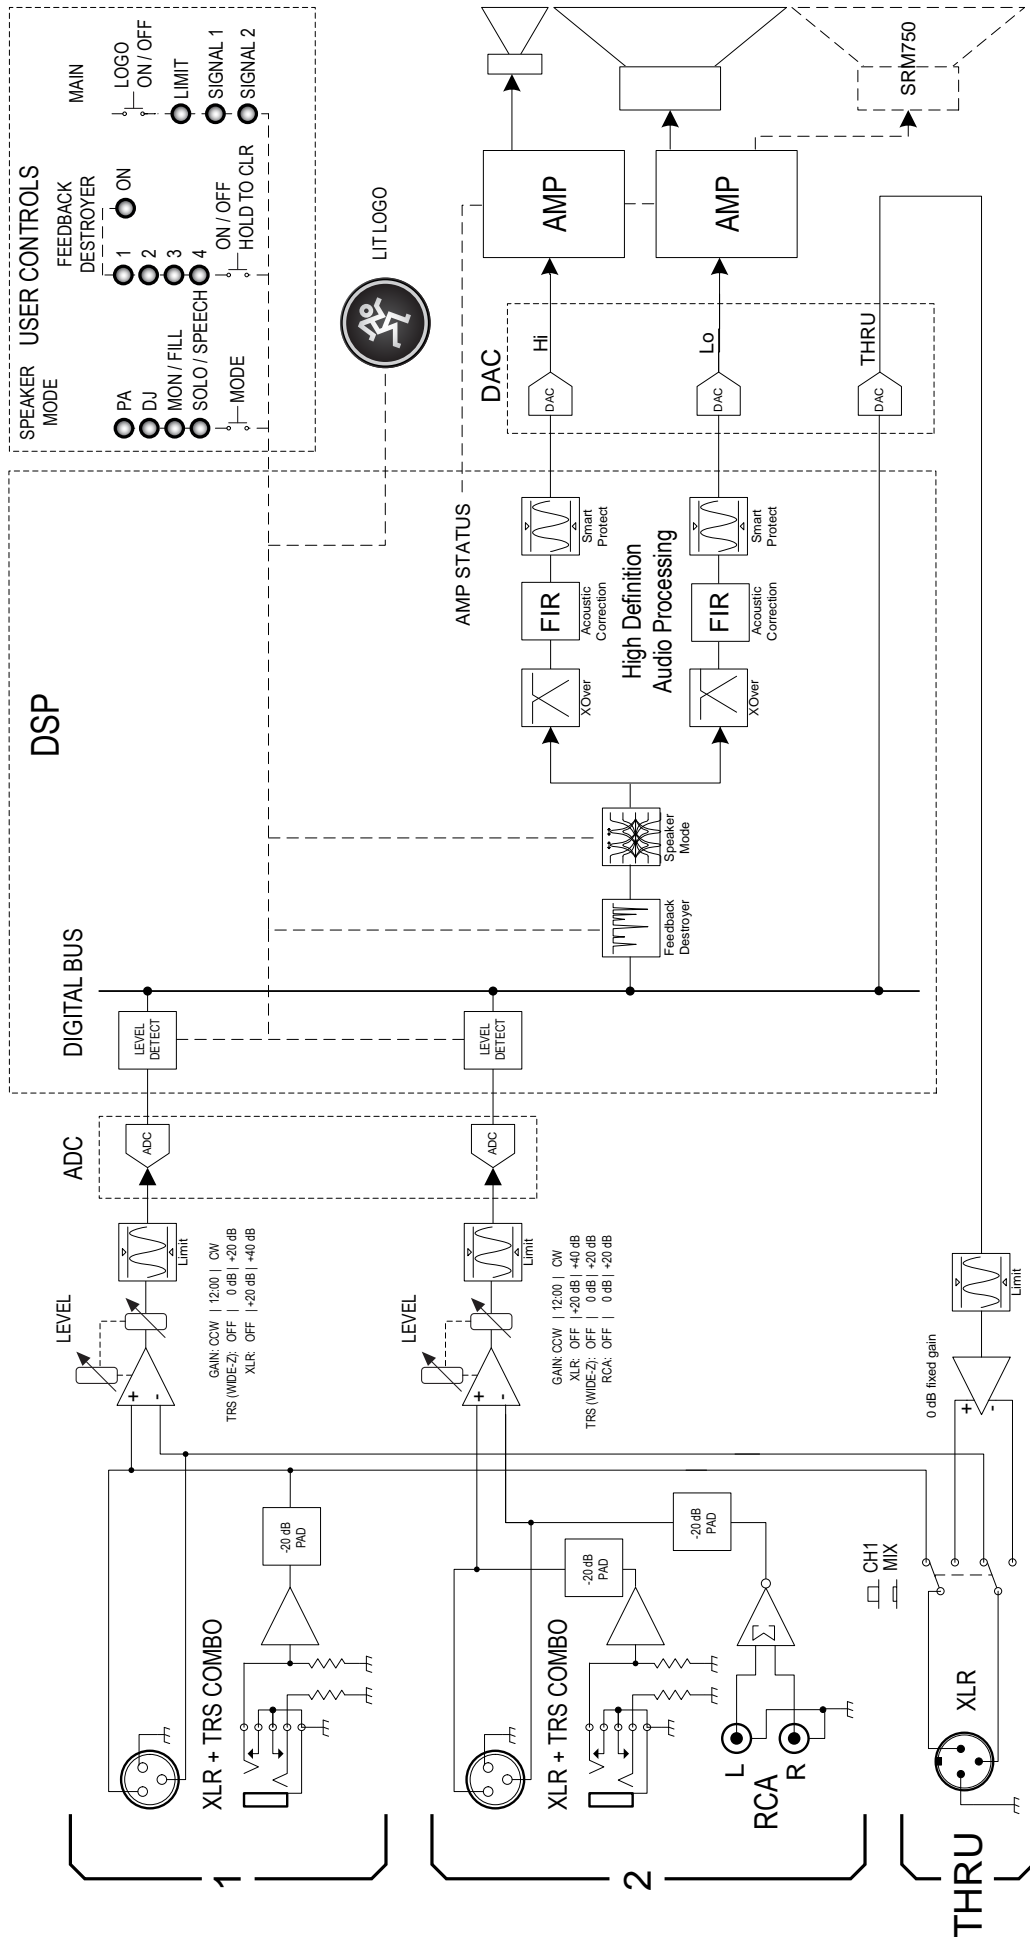 1
XLR + TRS COMBO
-20 dB
PAD
+
-
LEVEL
GAIN: CCW | 12:00 | CW
TRS (WIDE-Z): OFF | 0 dB | +20 dB
XLR: OFF |+20 dB | +40 dB
Limit
ADC
ADC
DIGITAL BUS
LEVEL
DETECT
DSP
USER CONTROLS
SPEAKER
MODE
PA
DJ
MON / FILL
SOLO / SPEECH
MODE
FEEDBACK
DESTROYER
1
2
3
4
ON
ON / OFF
HOLD TO CLR
MAIN
LOGO
ON / OFF
LIMIT
SIGNAL 1
SIGNAL 2
LIT LOGO
2
XLR + TRS COMBO
-20 dB
PAD
-20 dB
PAD
RCA
L
R
Σ
+
-
LEVEL
GAIN: CCW | 12:00 | CW
XLR: OFF |+20 dB | +40 dB
TRS (WIDE-Z): OFF | 0 dB | +20 dB
RCA: OFF | 0 dB | +20 dB
Limit
ADC
LEVEL
DETECT
Feedback
Destroyer
Speaker
Mode
AMP STATUS
XOver
FIR
Acoustic
Correction
Smart
Protect
High Definition
Audio Processing
XOver
FIR
Acoustic
Correction
Smart
Protect
DAC
DAC
Hi
DAC
Lo
DAC
THRU
AMP
AMP
SRM750
THRU
XLR
CH1
MIX
0 dB fixed gain
+
-
Limit